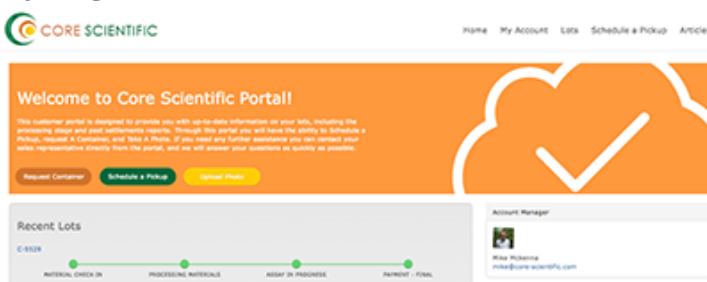 CORE SCIENTIFIC
Home My Account Lots Schedule a Pickup Articles
Welcome to Core Scientific Portal!
This customer portal is designed to provide you with up-to-date information on your lots, including the
processing stage and past settlements reports. Through this portal you will have the ability to Schedule a
Pickup, request A Container, and Take A Photo. If you need any further assistance you can contact your
sales representative directly from the portal, and we will answer your questions as quickly as possible.
Request Container Schedule a Pickup Upload Photo
Recent Lots
Account Manager
C-5529
Mike Mckenna
mike@core-scientific.com
MATERIAL CHECK IN PROCESSING MATERIALS ASSAY IN PROGRESS PAYMENT - FINAL